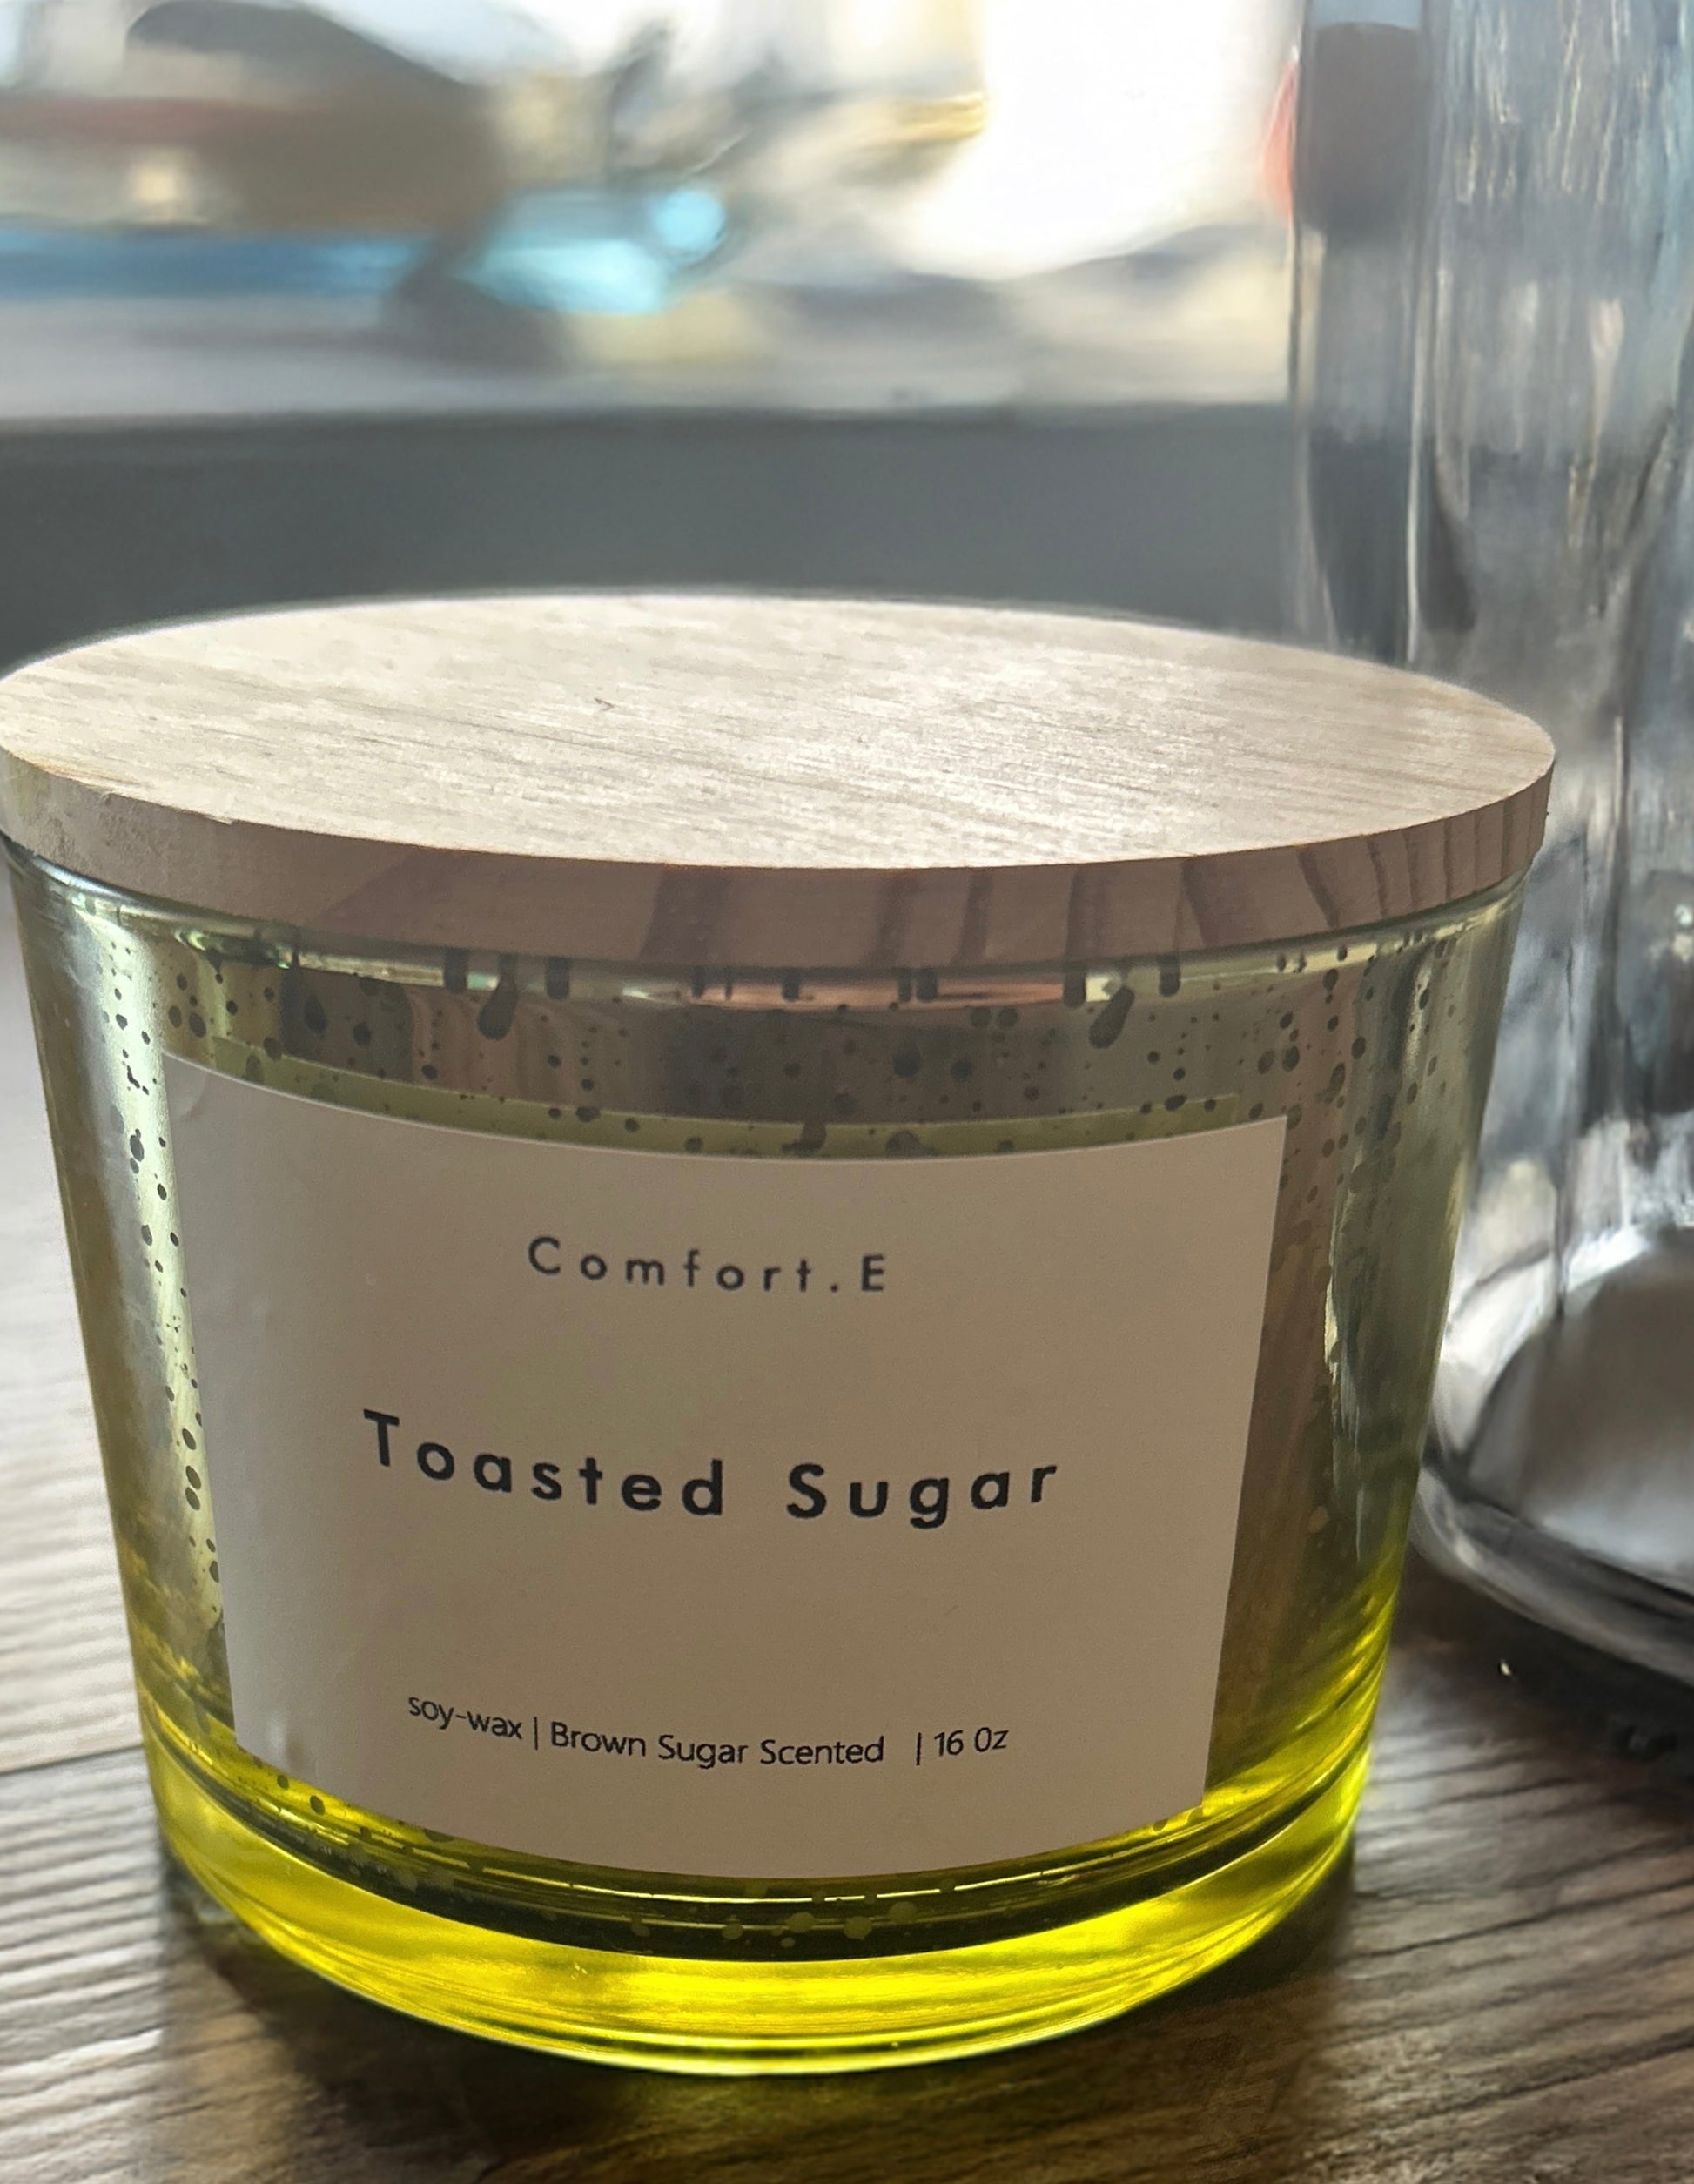 Comfort.E
Toasted Sugar
soy-wax | Brown Sugar Scented | 16 Oz